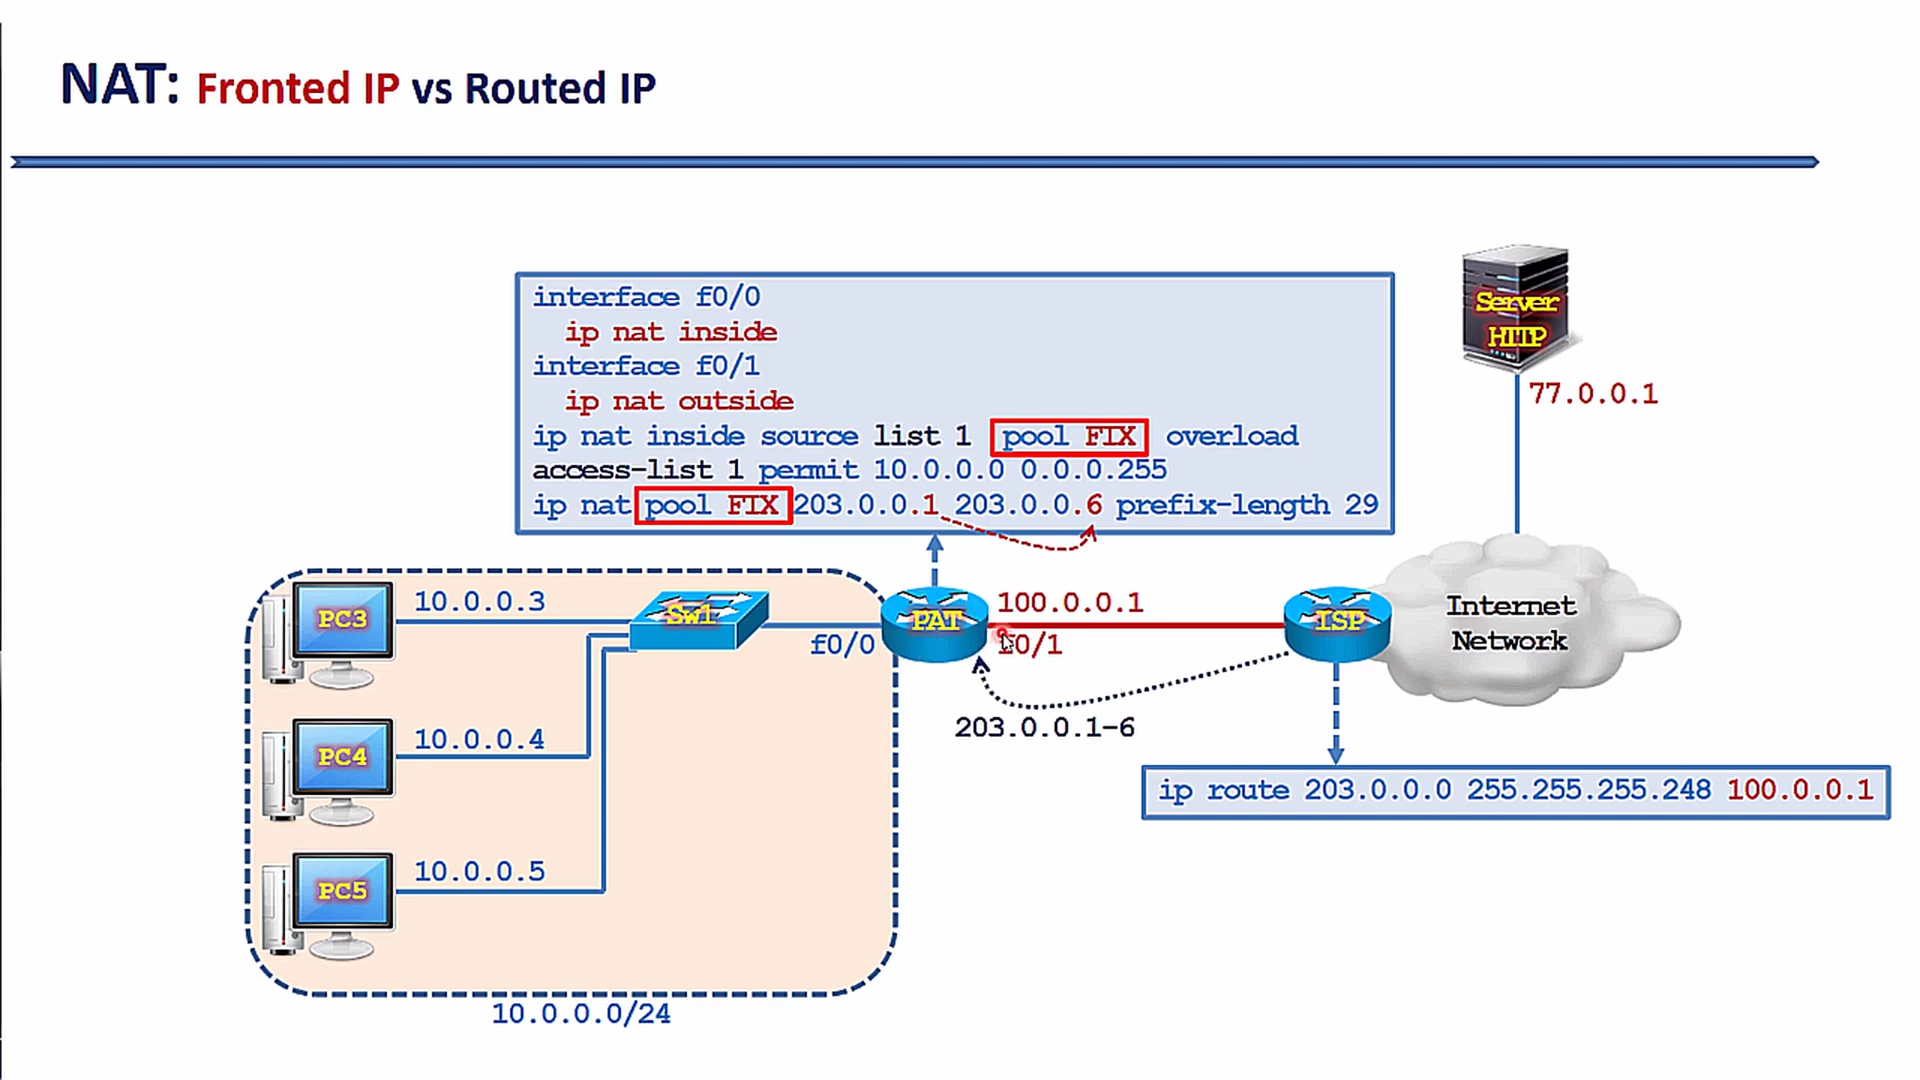 NAT: Fronted IP vs Routed IP
interface f0/0
ip nat inside
interface f0/1
ip nat outside
ip nat inside source list 1 pool FIX overload
access-list 1 permit 10.0.0.0 0.0.0.255
ip nat pool FIX 203.0.0.1 203.0.0.6 prefix-length 29
Server
HTTP
77.0.0.1
PC3
10.0.0.3
Sw1
f0/0
PAT
100.0.0.1
f0/1
ISP
Internet
Network
203.0.0.1-6
PC4
10.0.0.4
ip route 203.0.0.0 255.255.255.248 100.0.0.1
PC5
10.0.0.5
10.0.0.0/24